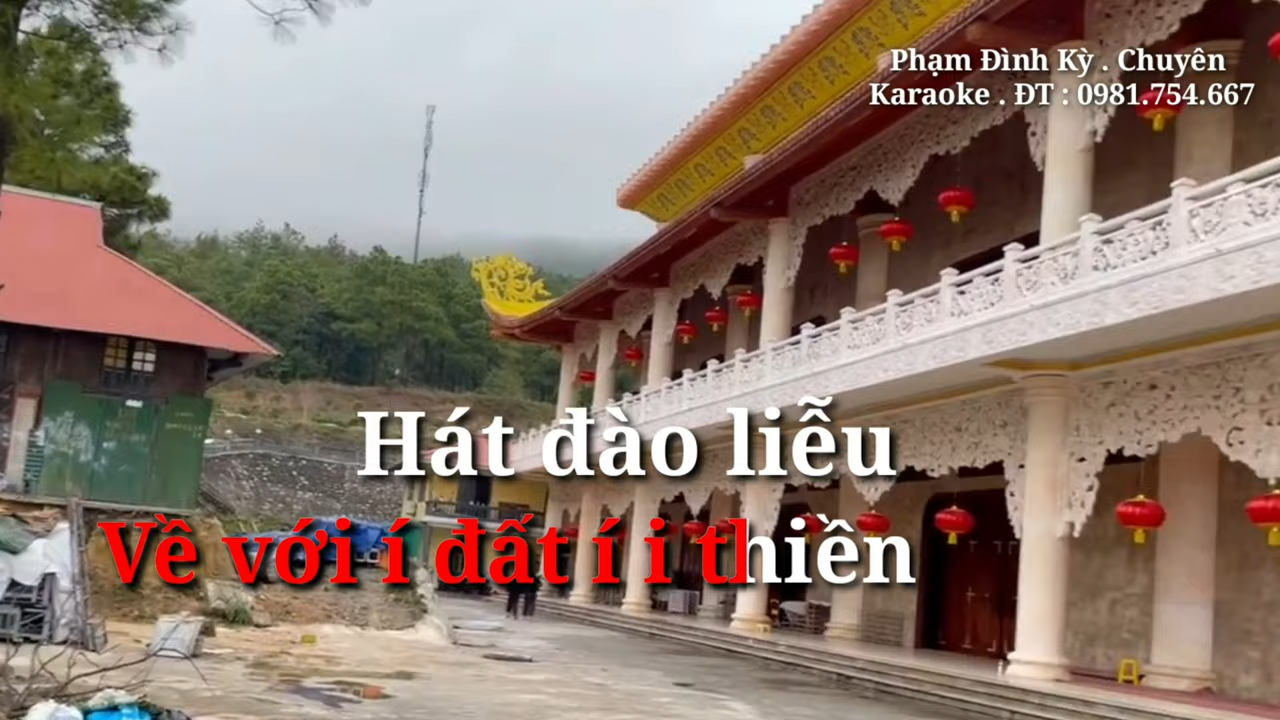 Phạm Đình Kỳ . Chuyên
Karaoke . ĐT : 0981.754.667
Hát đào liễu
Về với í đất í i thiền